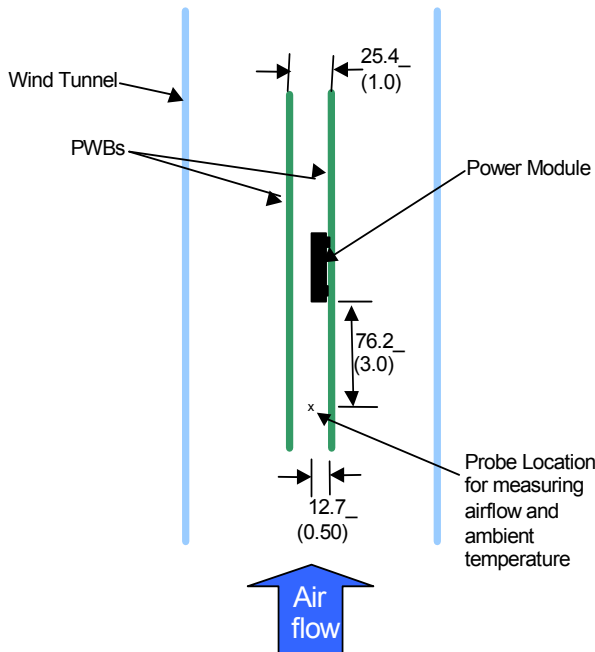 25.4_
(1.0)
Wind Tunnel
PWBs
Power Module
76.2_
(3.0)
x
Probe Location
for measuring
airflow and
ambient
temperature
12.7_
(0.50)
Air
flow